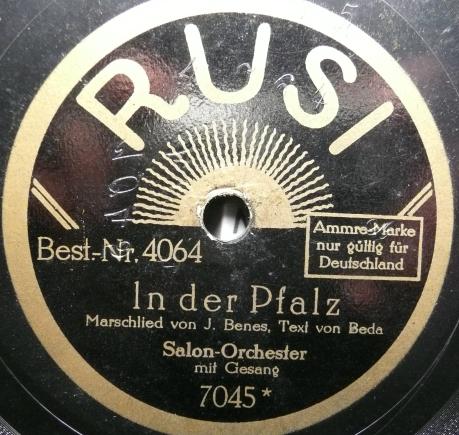 RUSI
Best.-Nr. 4064
Ammre-Marke
nur gültig für
Deutschland
In der Pfalz
Marschlied von J. Benes, Text von Beda
Salon-Orchester
mit Gesang
7045*